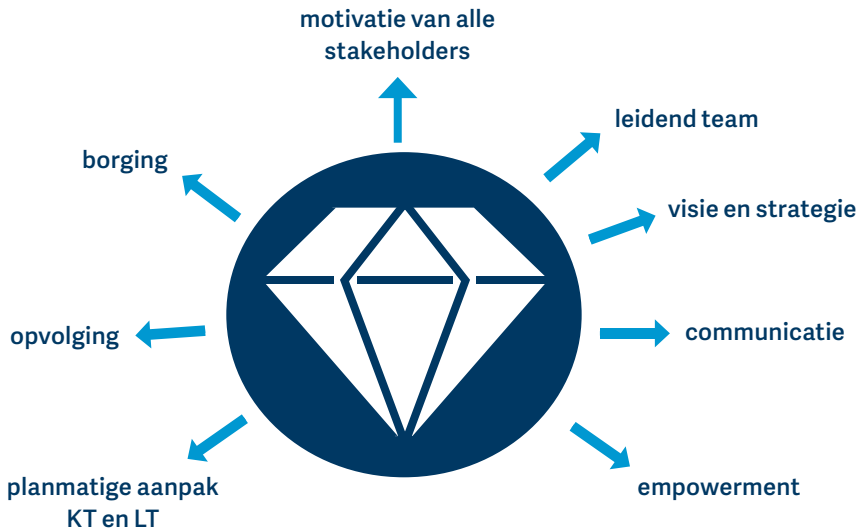 motivatie van alle
stakeholders
leidend team
borging
visie en strategie
opvolging
communicatie
planmatige aanpak
KT en LT
empowerment